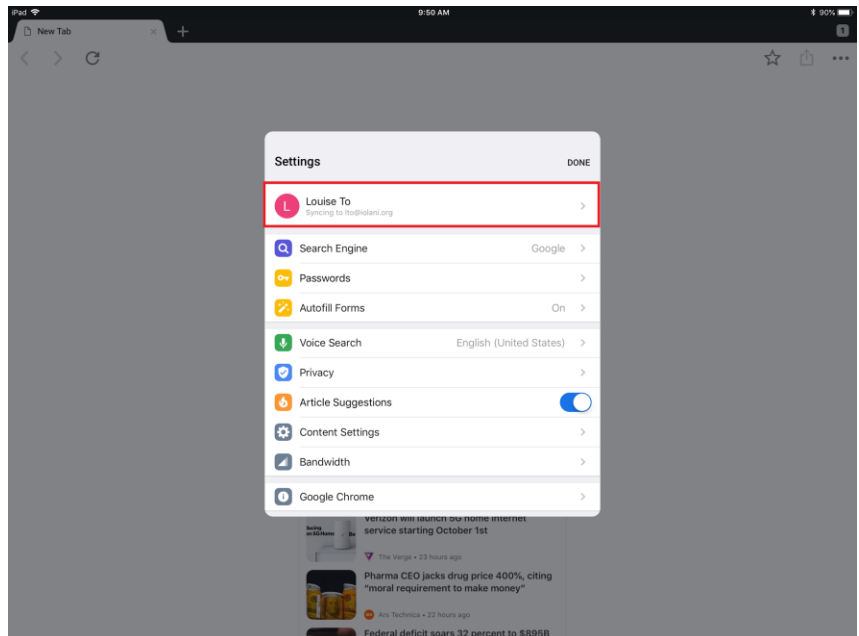 iPad 9:50 AM 90%
New Tab 1
Settings DONE
L Louise To
Syncing to ito@iolani.org
Search Engine Google
Passwords
Autofill Forms On
Voice Search English (United States)
Privacy
Article Suggestions
Content Settings
Bandwidth
Google Chrome
Verizon will launch 5G home internet
service starting October 1st
The Verge • 23 hours ago
Pharma CEO jacks drug price 400%, citing
"moral requirement to make money"
Ars Technica • 22 hours ago
Federal deficit soars 32 percent to $895B